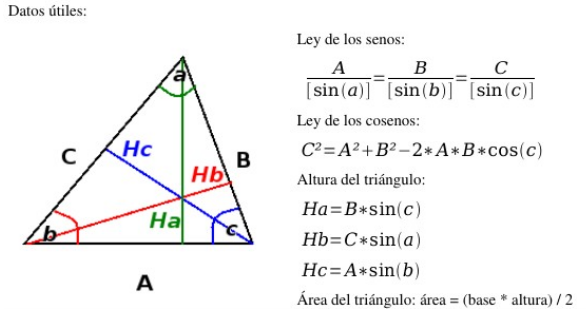 Datos útiles:
Ley de los senos:
A/[sin(a)]=B/[sin(b)]=C/[sin(c)]
Ley de los cosenos:
C²=A²+B²−2∗A∗B∗cos(c)
Altura del triángulo:
Ha=B∗sin(c)
Hb=C∗sin(a)
Hc=A∗sin(b)
Área del triángulo: área = (base * altura) / 2
a
C
Hc
B
Hb
Ha
b
c
A